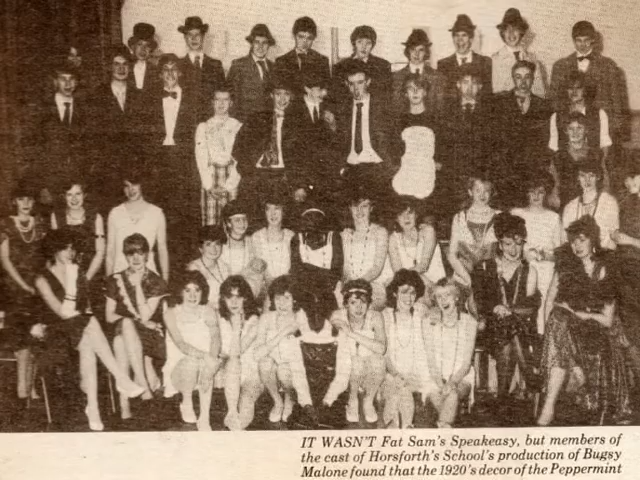 IT WASN'T Fat Sam's Speakeasy, but members of
the cast of Horsforth's School's production of Bugsy
Malone found that the 1920's decor of the Peppermint